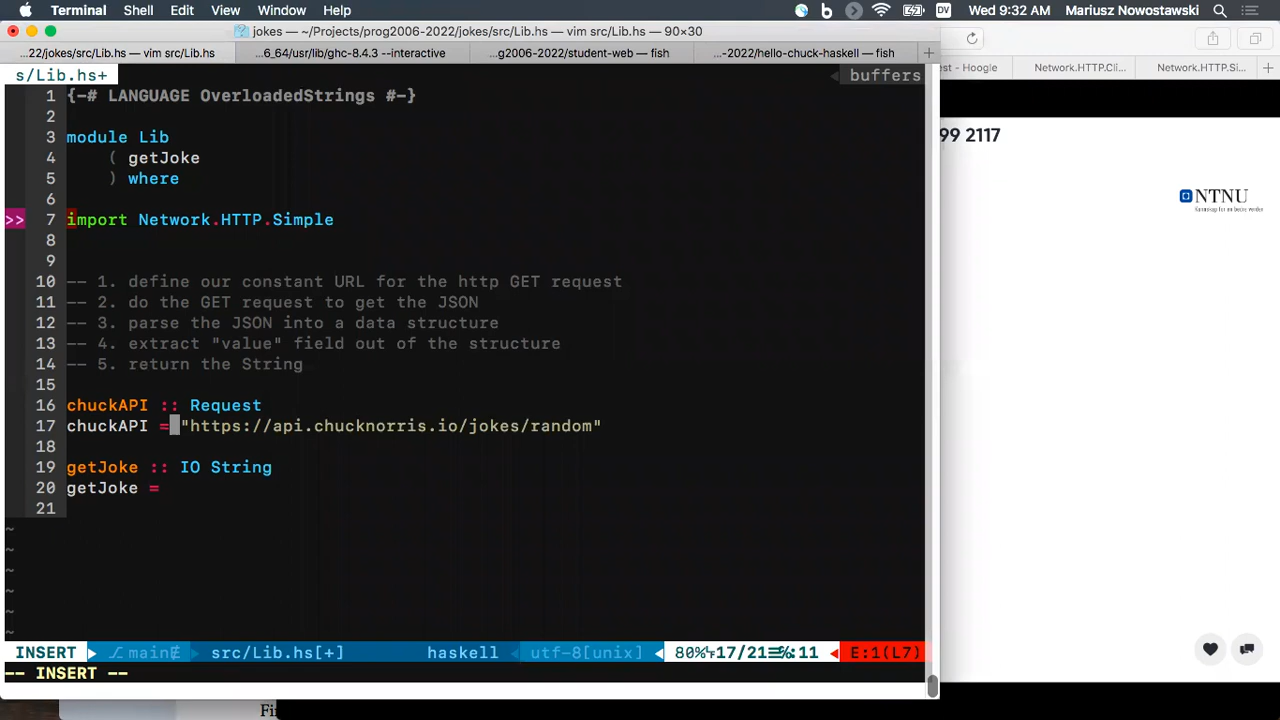 Terminal Shell Edit View Window Help DV Wed 9:32 AM Mariusz Nowostawski
jokes — ~/Projects/prog2006-2022/jokes/src/Lib.hs — vim src/Lib.hs — 90×30
...22/jokes/src/Lib.hs — vim src/Lib.hs ...6_64/usr/lib/ghc-8.4.3 --interactive ...g2006-2022/student-web — fish ...-2022/hello-chuck-haskell — fish +
est - Hoogle Network.HTTP.Cli... Network.HTTP.Si... +
s/Lib.hs+ buffers
1 {-# LANGUAGE OverloadedStrings #-}
2
3 module Lib
4 ( getJoke
5 ) where
6
>> 7 import Network.HTTP.Simple
8
9
10 -- 1. define our constant URL for the http GET request
11 -- 2. do the GET request to get the JSON
12 -- 3. parse the JSON into a data structure
13 -- 4. extract "value" field out of the structure
14 -- 5. return the String
15
16 chuckAPI :: Request
17 chuckAPI = "https://api.chucknorris.io/jokes/random"
18
19 getJoke :: IO String
20 getJoke =
21
~
~
~
~
~
~
INSERT main src/Lib.hs[+] haskell utf-8[unix] 80% 17/21 :11 E:1(L7)
-- INSERT --
99 2117
NTNU